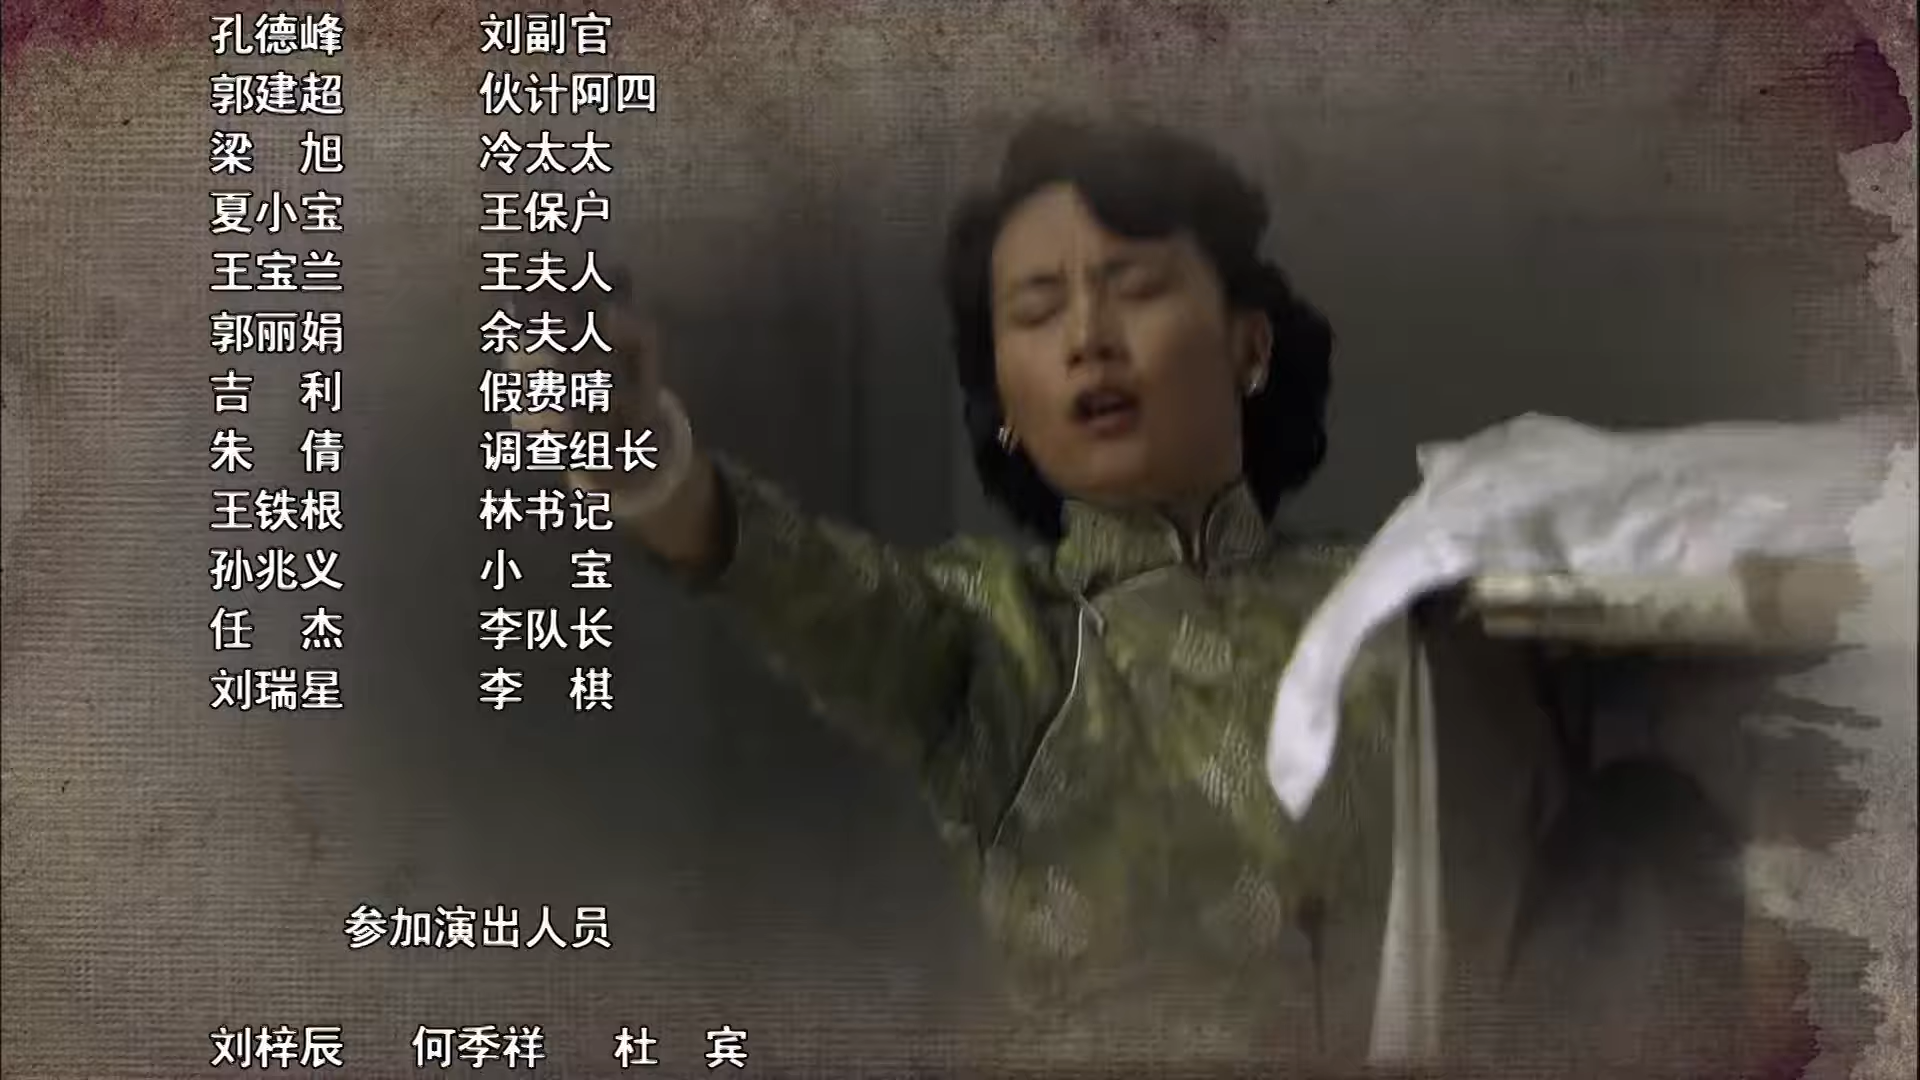 孔德峰 刘副官
郭建超 伙计阿四
梁 旭 冷太太
夏小宝 王保户
王宝兰 王夫人
郭丽娟 余夫人
吉 利 假费晴
朱 倩 调查组长
王铁根 林书记
孙兆义 小 宝
任 杰 李队长
刘瑞星 李 棋
参加演出人员
刘梓辰 何季祥 杜 宾